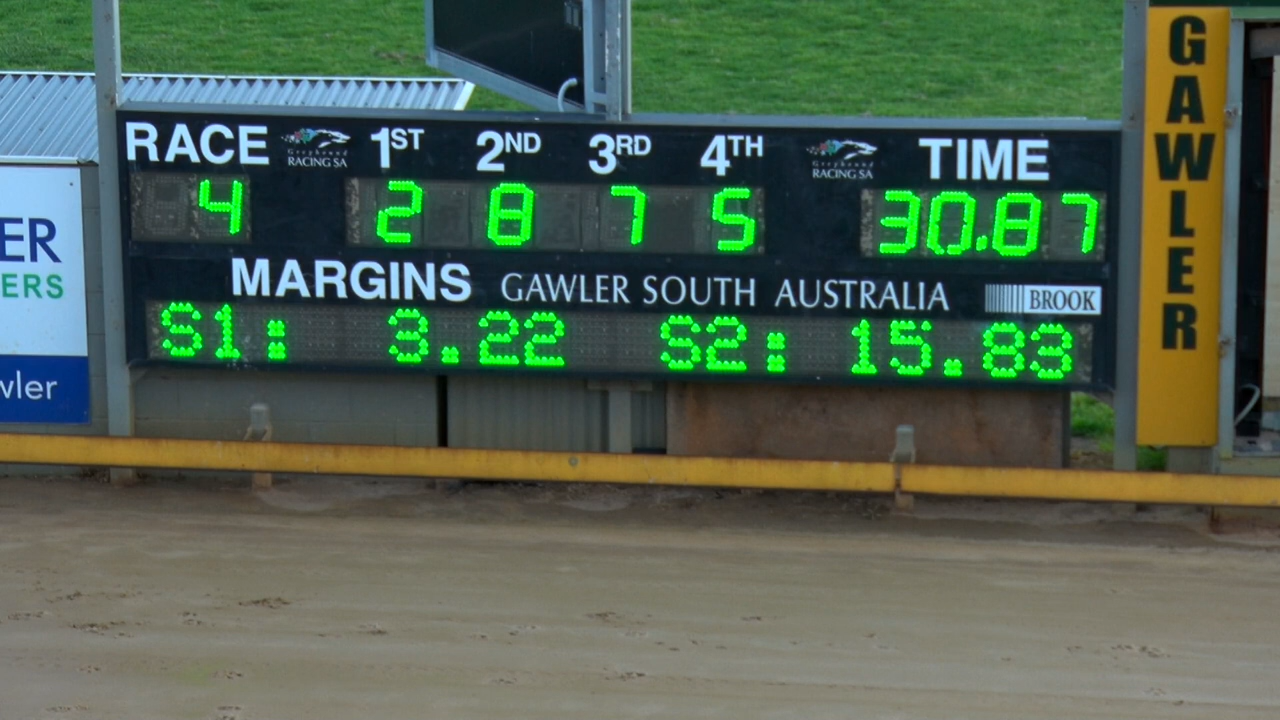 RACE Greyhound RACING SA 1ST 2ND 3RD 4TH Greyhound RACING SA TIME
4 2 8 7 5 30.87
MARGINS GAWLER SOUTH AUSTRALIA BROOK
S1: 3.22 S2: 15.83
GAWLER
ER
ERS
wler